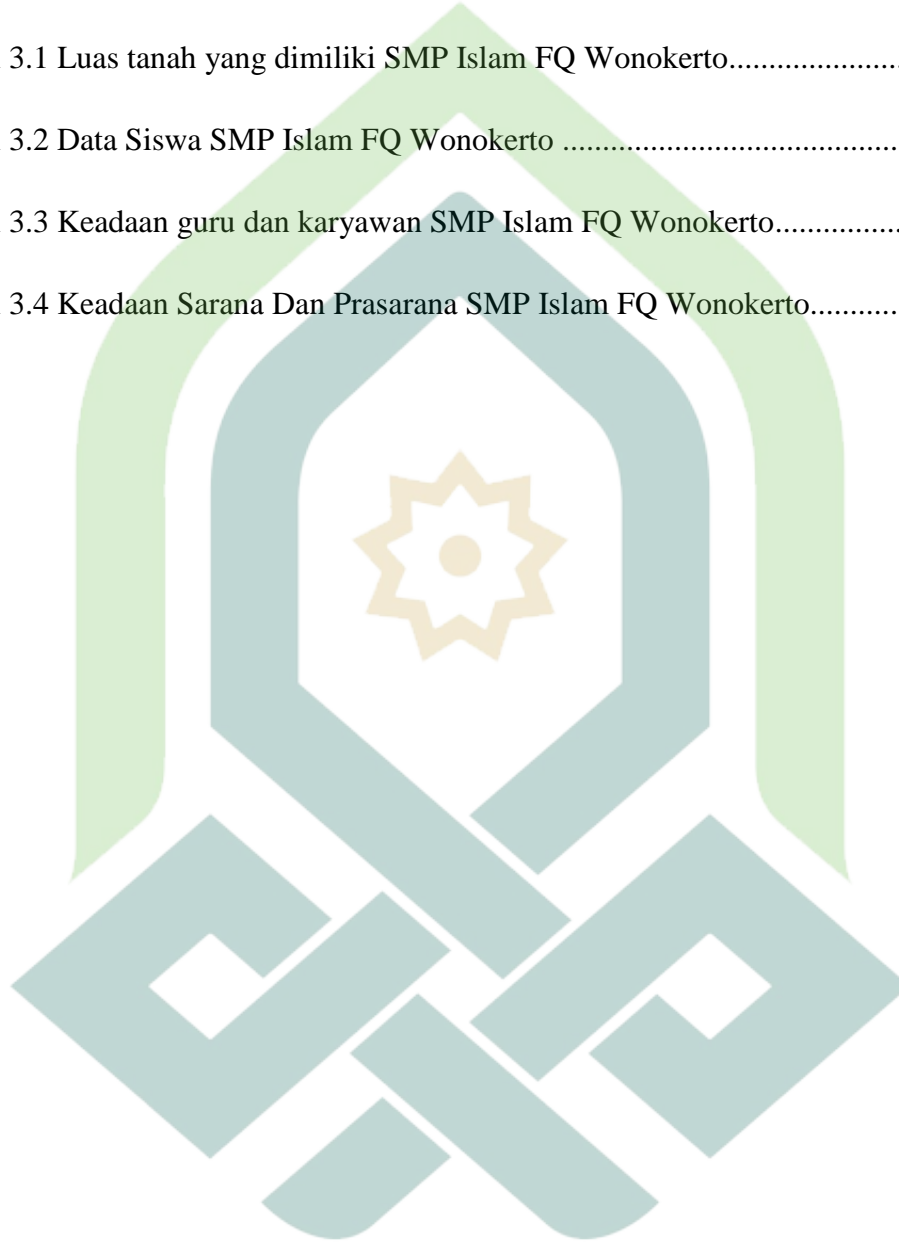 3.1 Luas tanah yang dimiliki SMP Islam FQ Wonokerto.....................
3.2 Data Siswa SMP Islam FQ Wonokerto ..........................................
3.3 Keadaan guru dan karyawan SMP Islam FQ Wonokerto...............
3.4 Keadaan Sarana Dan Prasarana SMP Islam FQ Wonokerto...........